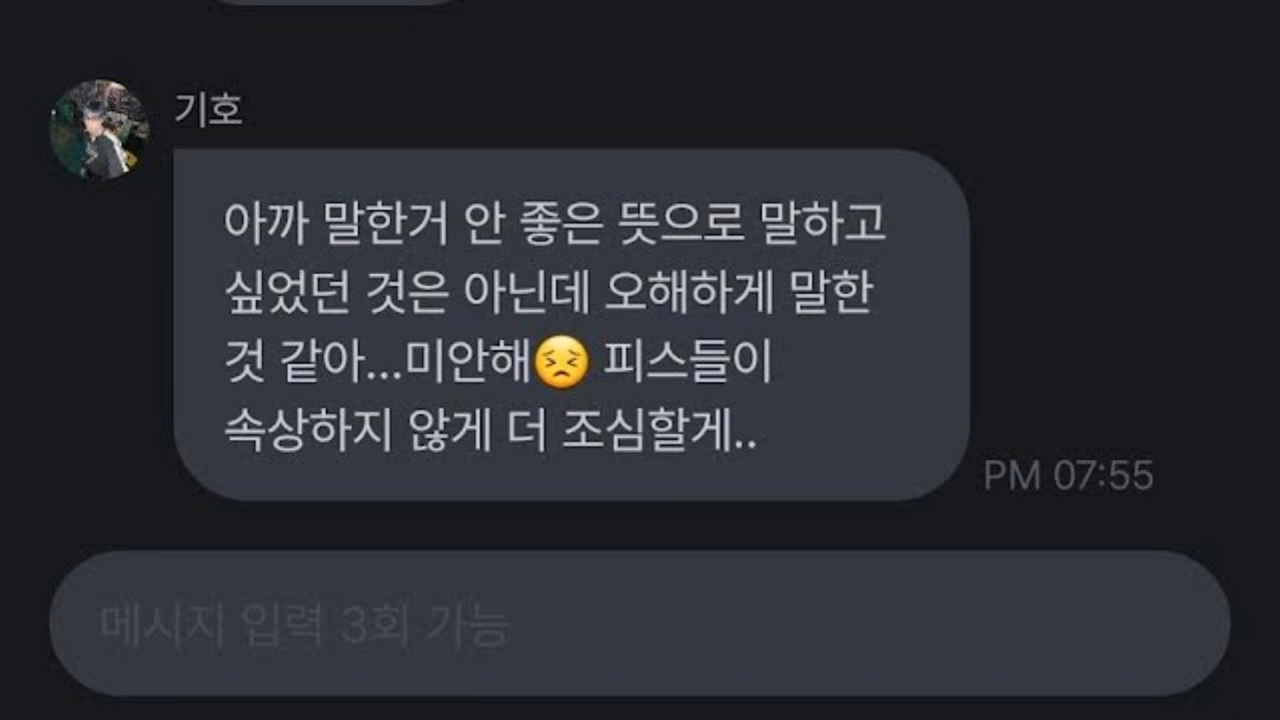 기호
아까 말한거 안 좋은 뜻으로 말하고
싶었던 것은 아닌데 오해하게 말한
것 같아...미안해😣 피스들이
속상하지 않게 더 조심할게..
PM 07:55
메시지 입력 3회 가능